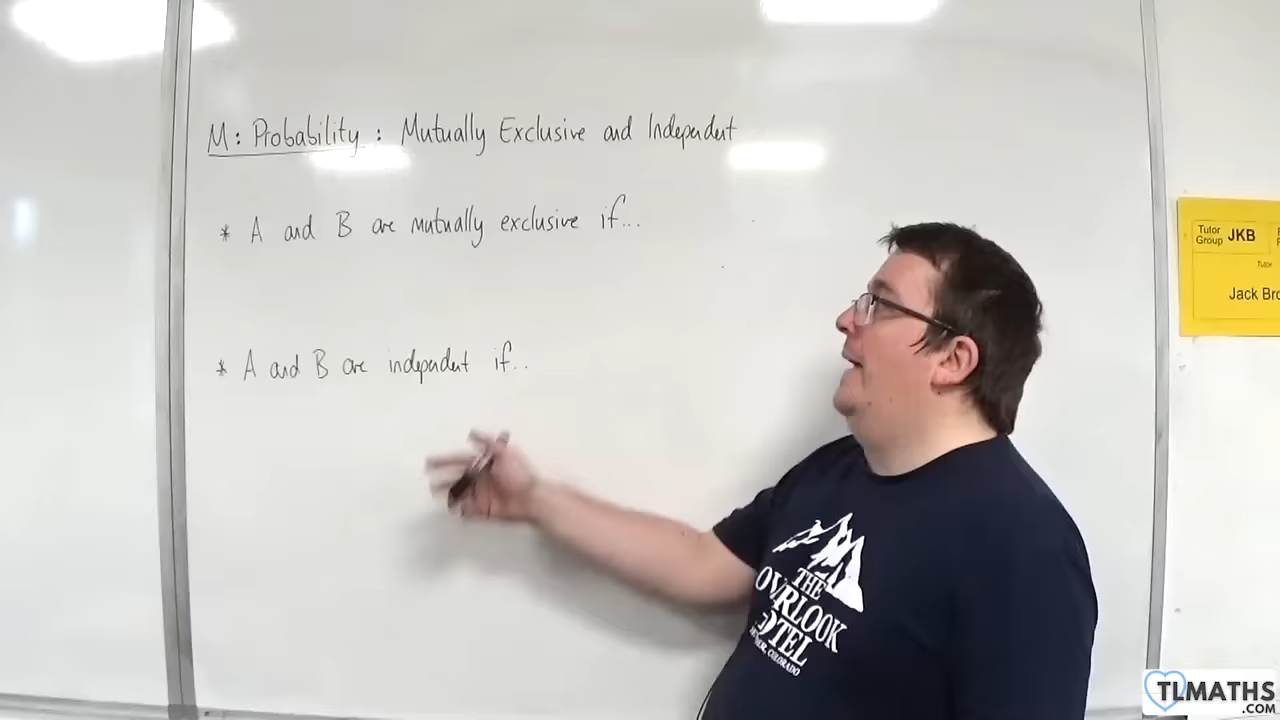 M: Probability: Mutually Exclusive and Independent
* A and B are mutually exclusive if...
* A and B are independent if..
Tutor Group JKB
Tutor
Jack Bro
THE
OVERLOOK
HOTEL
COLORADO
TLMATHS
.COM